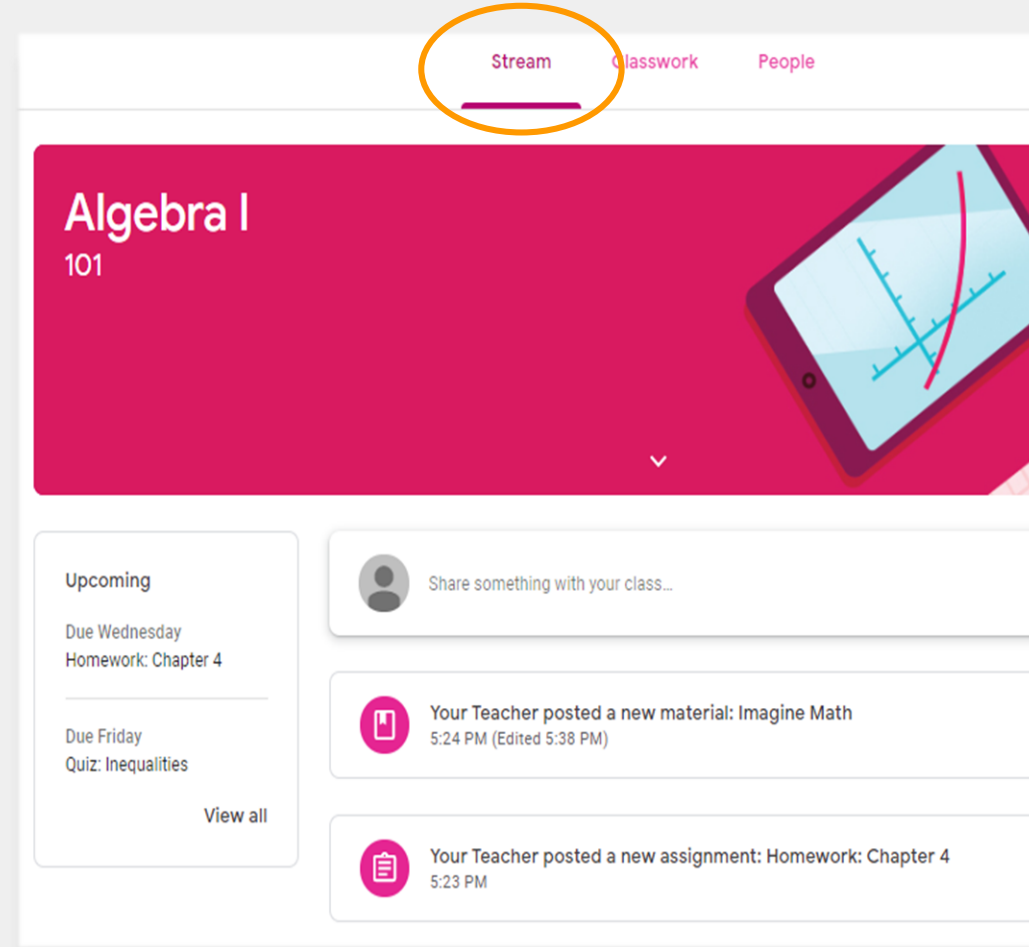 Stream Classwork People
Algebra I
101
Upcoming
Due Wednesday
Homework: Chapter 4
Due Friday
Quiz: Inequalities
View all
Share something with your class...
Your Teacher posted a new material: Imagine Math
5:24 PM (Edited 5:38 PM)
Your Teacher posted a new assignment: Homework: Chapter 4
5:23 PM